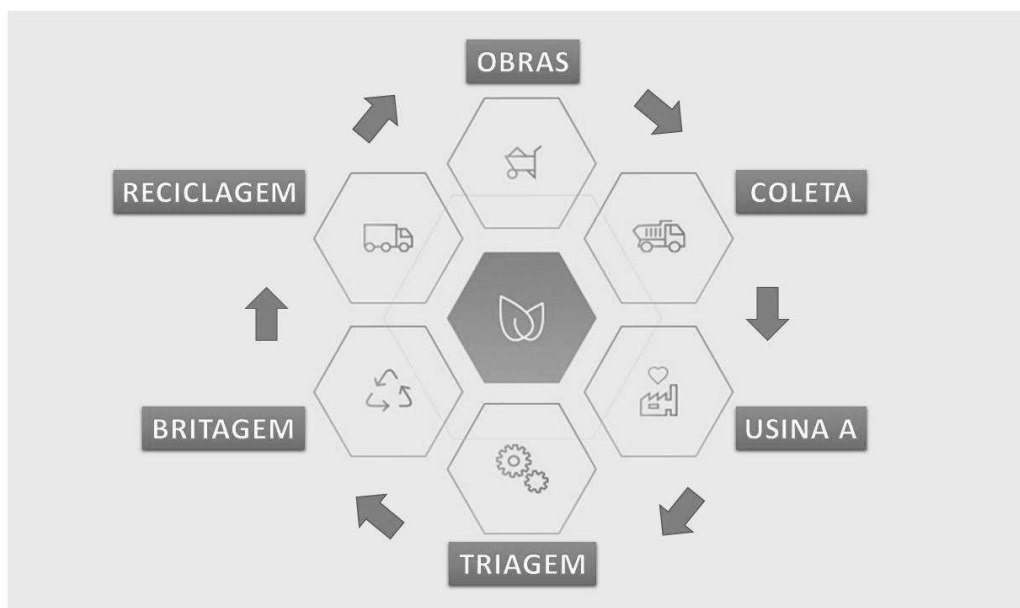 OBRAS
COLETA
USINA A
TRIAGEM
BRITAGEM
RECICLAGEM